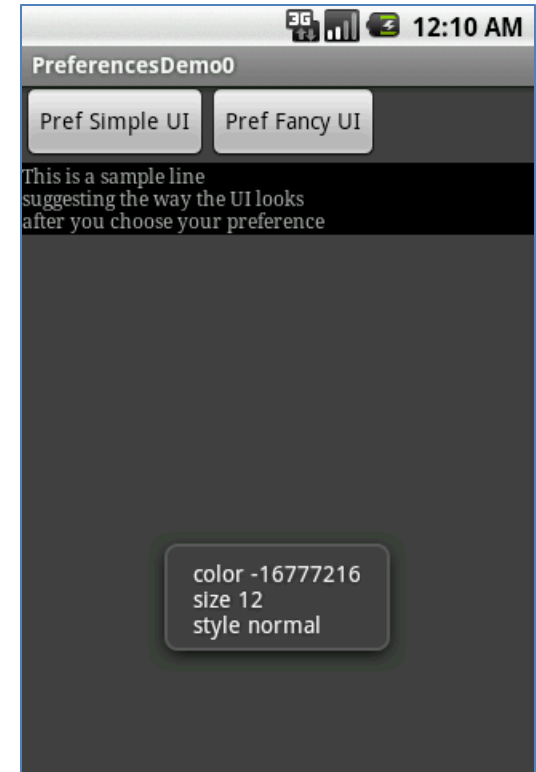 3G 12:10 AM
PreferencesDemo0
Pref Simple UI Pref Fancy UI
This is a sample line
suggesting the way the UI looks
after you choose your preference
color -16777216
size 12
style normal